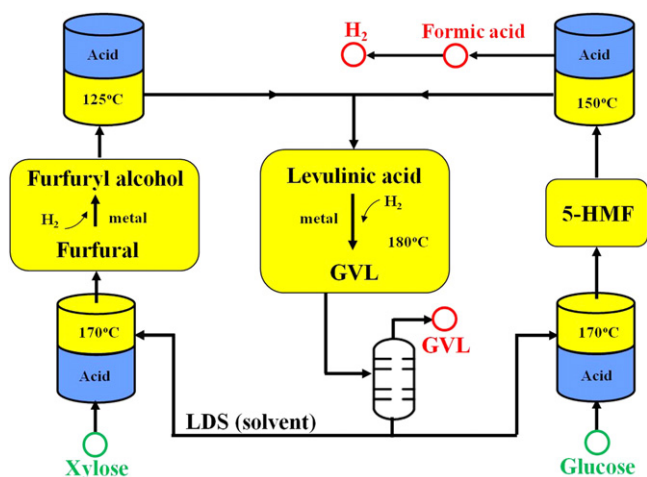 H₂
Formic acid
Acid
125°C
Acid
150°C
Furfuryl alcohol
H₂
metal
Furfural
Levulinic acid
metal
H₂
180°C
GVL
5-HMF
170°C
Acid
GVL
170°C
Acid
LDS (solvent)
Xylose
Glucose